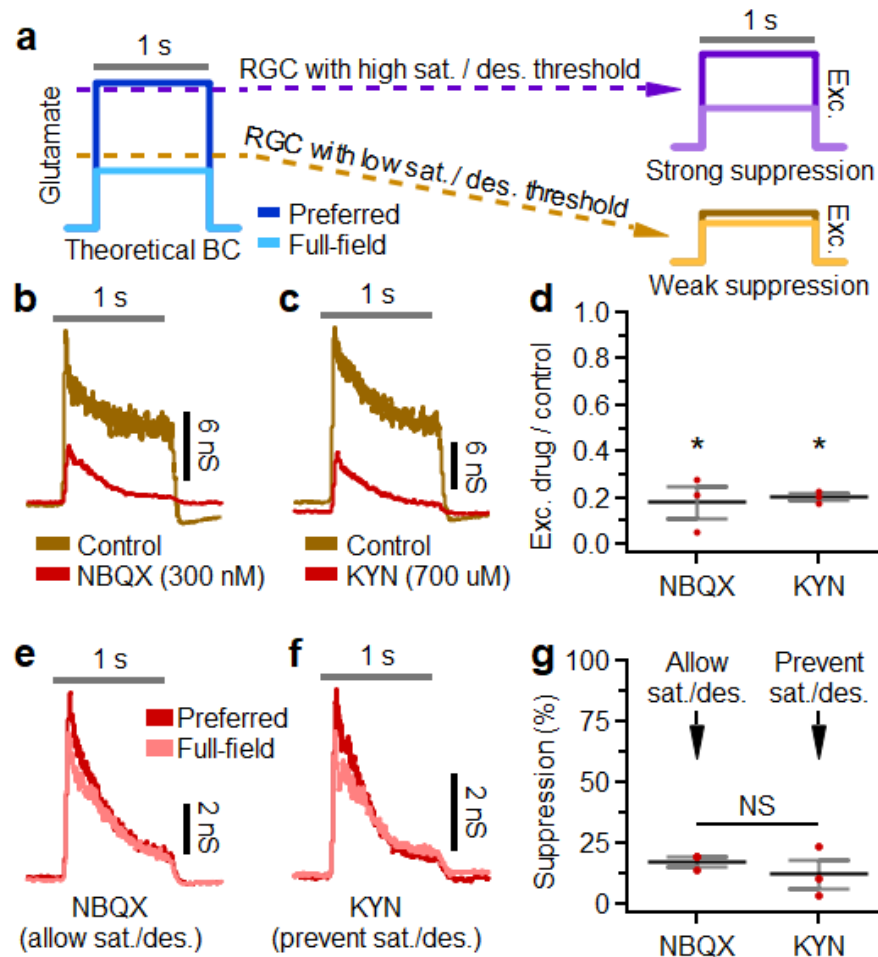 a
1 s
Glutamate
RGC with high sat. / des. threshold
RGC with low sat./ des. threshold
Preferred
Full-field
Theoretical BC
1 s
Exc.
Strong suppression
Exc.
Weak suppression
b
1 s
6 nS
Control
NBQX (300 nM)
c
1 s
6 nS
Control
KYN (700 uM)
d
Exc. drug / control
1.0
0.8
0.6
0.4
0.2
0.0
*
*
NBQX
KYN
e
1 s
Preferred
Full-field
2 nS
NBQX
(allow sat./des.)
f
1 s
2 nS
KYN
(prevent sat./des.)
g
Suppression (%)
100
75
50
25
0
Allow
sat./des.
Prevent
sat./des.
NS
NBQX
KYN